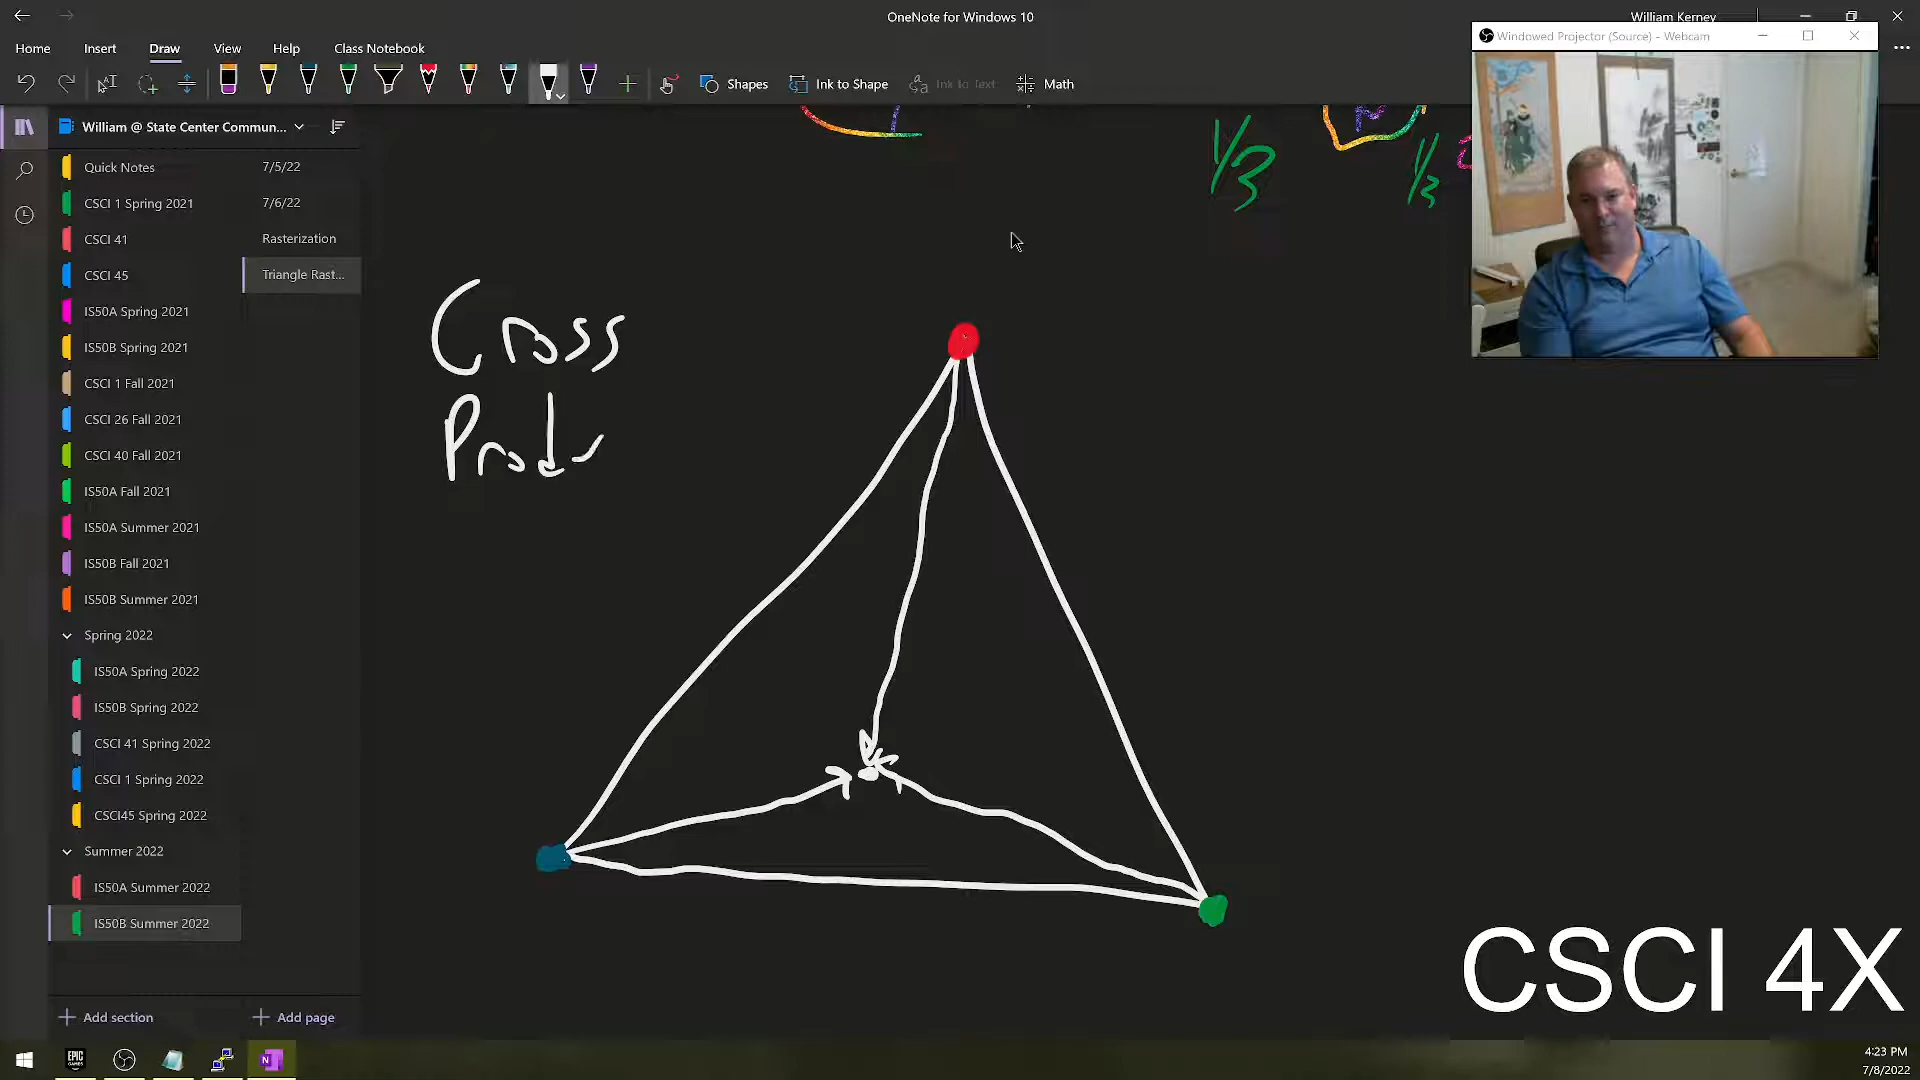 OneNote for Windows 10
William Kerney
Windowed Projector (Source) - Webcam
Home
Insert
Draw
View
Help
Class Notebook
Shapes
Ink to Shape
Ink to Text
Math
William @ State Center Commun...
Quick Notes
CSCI 1 Spring 2021
CSCI 41
CSCI 45
IS50A Spring 2021
IS50B Spring 2021
CSCI 1 Fall 2021
CSCI 26 Fall 2021
CSCI 40 Fall 2021
IS50A Fall 2021
IS50A Summer 2021
IS50B Fall 2021
IS50B Summer 2021
Spring 2022
IS50A Spring 2022
IS50B Spring 2022
CSCI 41 Spring 2022
CSCI 1 Spring 2022
CSCI45 Spring 2022
Summer 2022
IS50A Summer 2022
IS50B Summer 2022
Add section
7/5/22
7/6/22
Rasterization
Triangle Rast...
Add page
1/3
1/3
Cross
Prod
CSCI 4X
EPIC GAMES
4:23 PM
7/8/2022